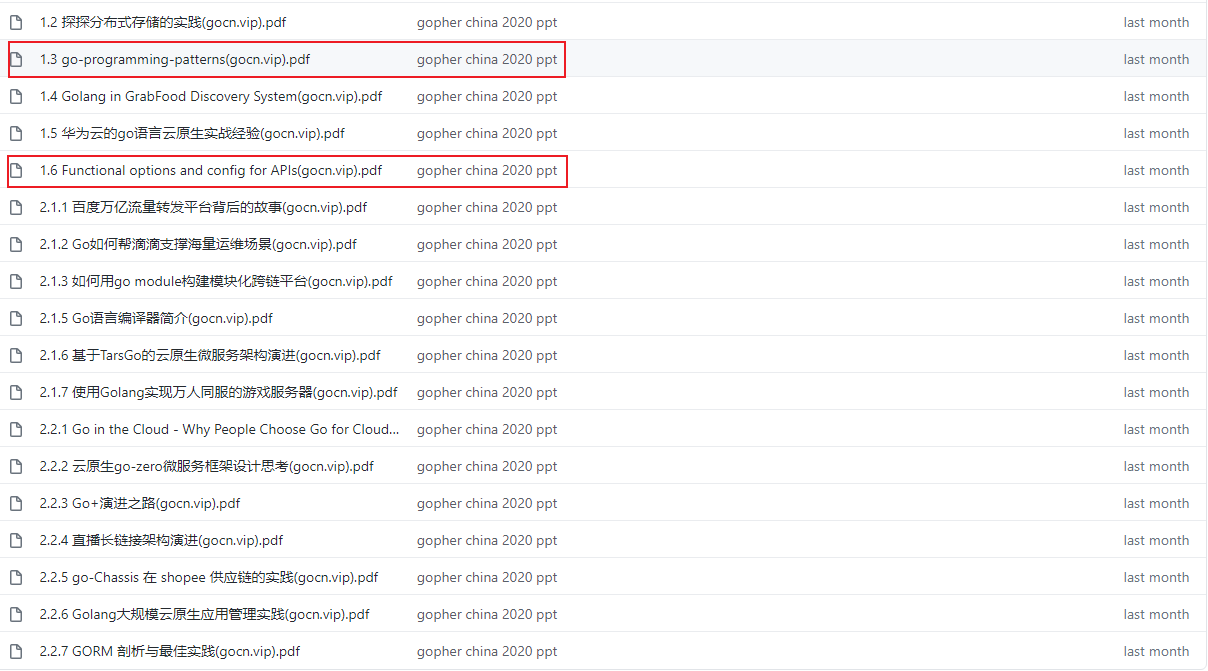 1.2 探探分布式存储的实践(gocn.vip).pdf gopher china 2020 ppt last month
1.3 go-programming-patterns(gocn.vip).pdf gopher china 2020 ppt last month
1.4 Golang in GrabFood Discovery System(gocn.vip).pdf gopher china 2020 ppt last month
1.5 华为云的go语言云原生实战经验(gocn.vip).pdf gopher china 2020 ppt last month
1.6 Functional options and config for APIs(gocn.vip).pdf gopher china 2020 ppt last month
2.1.1 百度万亿流量转发平台背后的故事(gocn.vip).pdf gopher china 2020 ppt last month
2.1.2 Go如何帮滴滴支撑海量运维场景(gocn.vip).pdf gopher china 2020 ppt last month
2.1.3 如何用go module构建模块化跨链平台(gocn.vip).pdf gopher china 2020 ppt last month
2.1.5 Go语言编译器简介(gocn.vip).pdf gopher china 2020 ppt last month
2.1.6 基于TarsGo的云原生微服务架构演进(gocn.vip).pdf gopher china 2020 ppt last month
2.1.7 使用Golang实现万人同服的游戏服务器(gocn.vip).pdf gopher china 2020 ppt last month
2.2.1 Go in the Cloud - Why People Choose Go for Cloud... gopher china 2020 ppt last month
2.2.2 云原生go-zero微服务框架设计思考(gocn.vip).pdf gopher china 2020 ppt last month
2.2.3 Go+演进之路(gocn.vip).pdf gopher china 2020 ppt last month
2.2.4 直播长链接架构演进(gocn.vip).pdf gopher china 2020 ppt last month
2.2.5 go-Chassis 在 shopee 供应链的实践(gocn.vip).pdf gopher china 2020 ppt last month
2.2.6 Golang大规模云原生应用管理实践(gocn.vip).pdf gopher china 2020 ppt last month
2.2.7 GORM 剖析与最佳实践(gocn.vip).pdf gopher china 2020 ppt last month